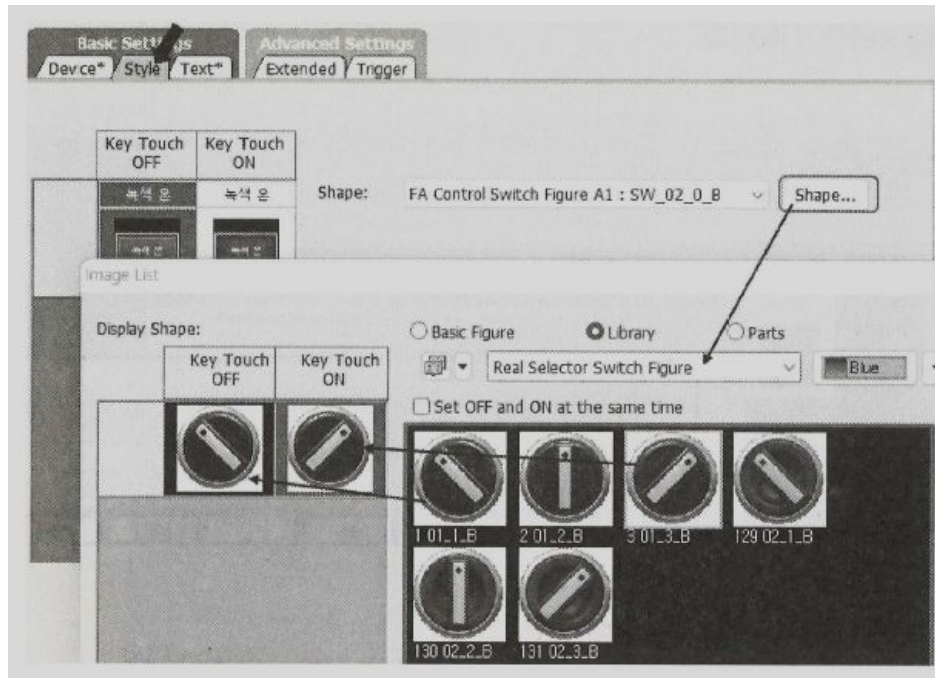 Basic Settings
Advanced Settings
Device*
Style
Text*
Extended
Trigger
Key Touch OFF
Key Touch ON
녹색 온
녹색 온
Shape:
FA Control Switch Figure A1 : SW_02_0_B
Shape...
Image List
Display Shape:
Basic Figure
Library
Parts
Key Touch OFF
Key Touch ON
Real Selector Switch Figure
Blue
Set OFF and ON at the same time
1 01_1_B
2 01_2_B
3 01_3_B
129 02_1_B
130 02_2_B
131 02_3_B